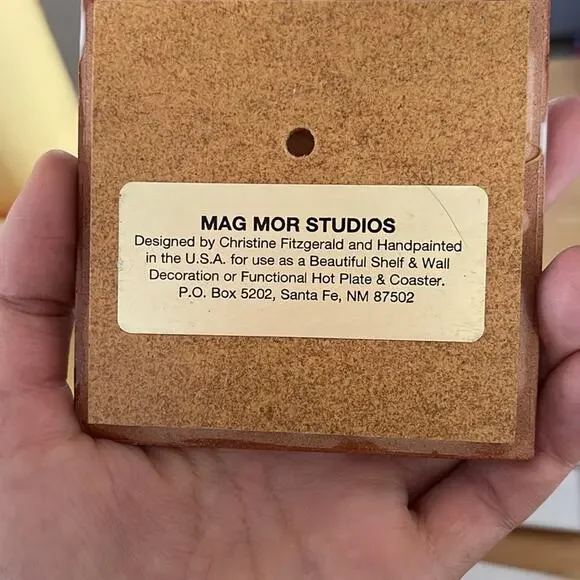 MAG MOR STUDIOS
Designed by Christine Fitzgerald and Handpainted
in the U.S.A. for use as a Beautiful Shelf & Wall
Decoration or Functional Hot Plate & Coaster.
P.O. Box 5202, Santa Fe, NM 87502